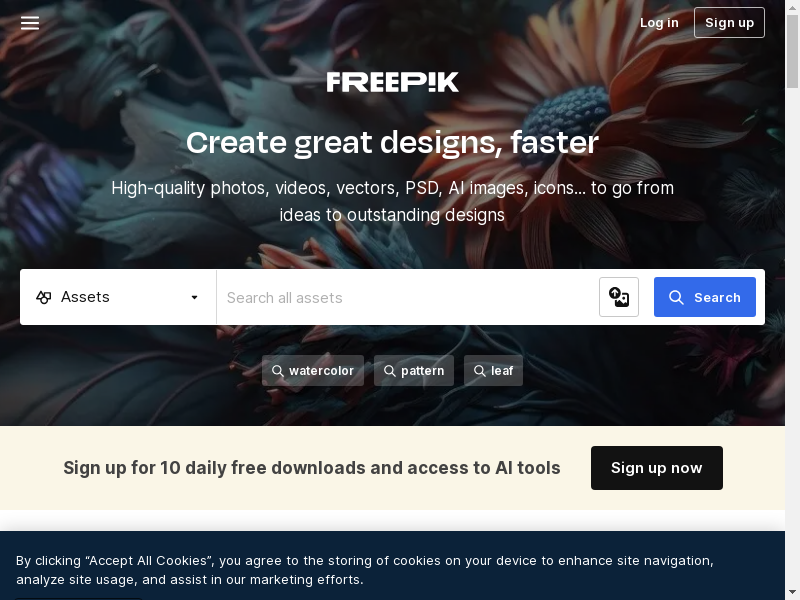 Log in
Sign up
FREEPIK
Create great designs, faster
High-quality photos, videos, vectors, PSD, AI images, icons... to go from
ideas to outstanding designs
Assets
Search all assets
Search
watercolor
pattern
leaf
Sign up for 10 daily free downloads and access to AI tools
Sign up now
By clicking “Accept All Cookies”, you agree to the storing of cookies on your device to enhance site navigation,
analyze site usage, and assist in our marketing efforts.